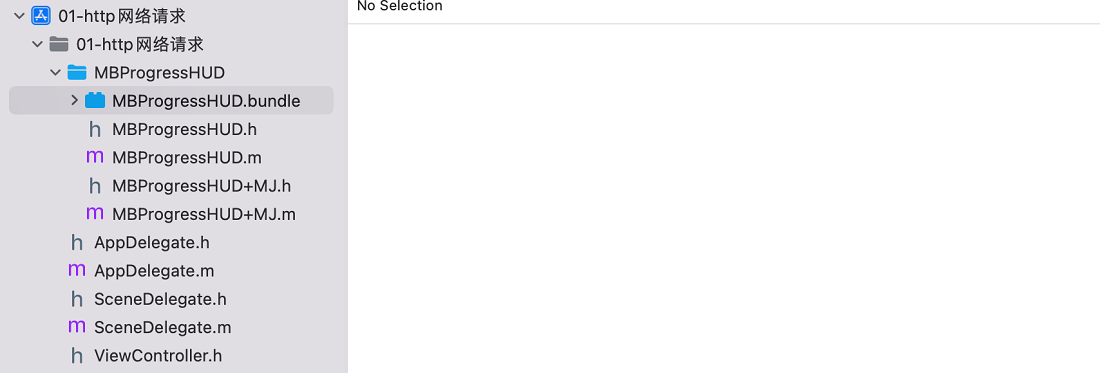 No Selection
01-http网络请求
01-http网络请求
MBProgressHUD
MBProgressHUD.bundle
h MBProgressHUD.h
m MBProgressHUD.m
h MBProgressHUD+MJ.h
m MBProgressHUD+MJ.m
h AppDelegate.h
m AppDelegate.m
h SceneDelegate.h
m SceneDelegate.m
h ViewController.h